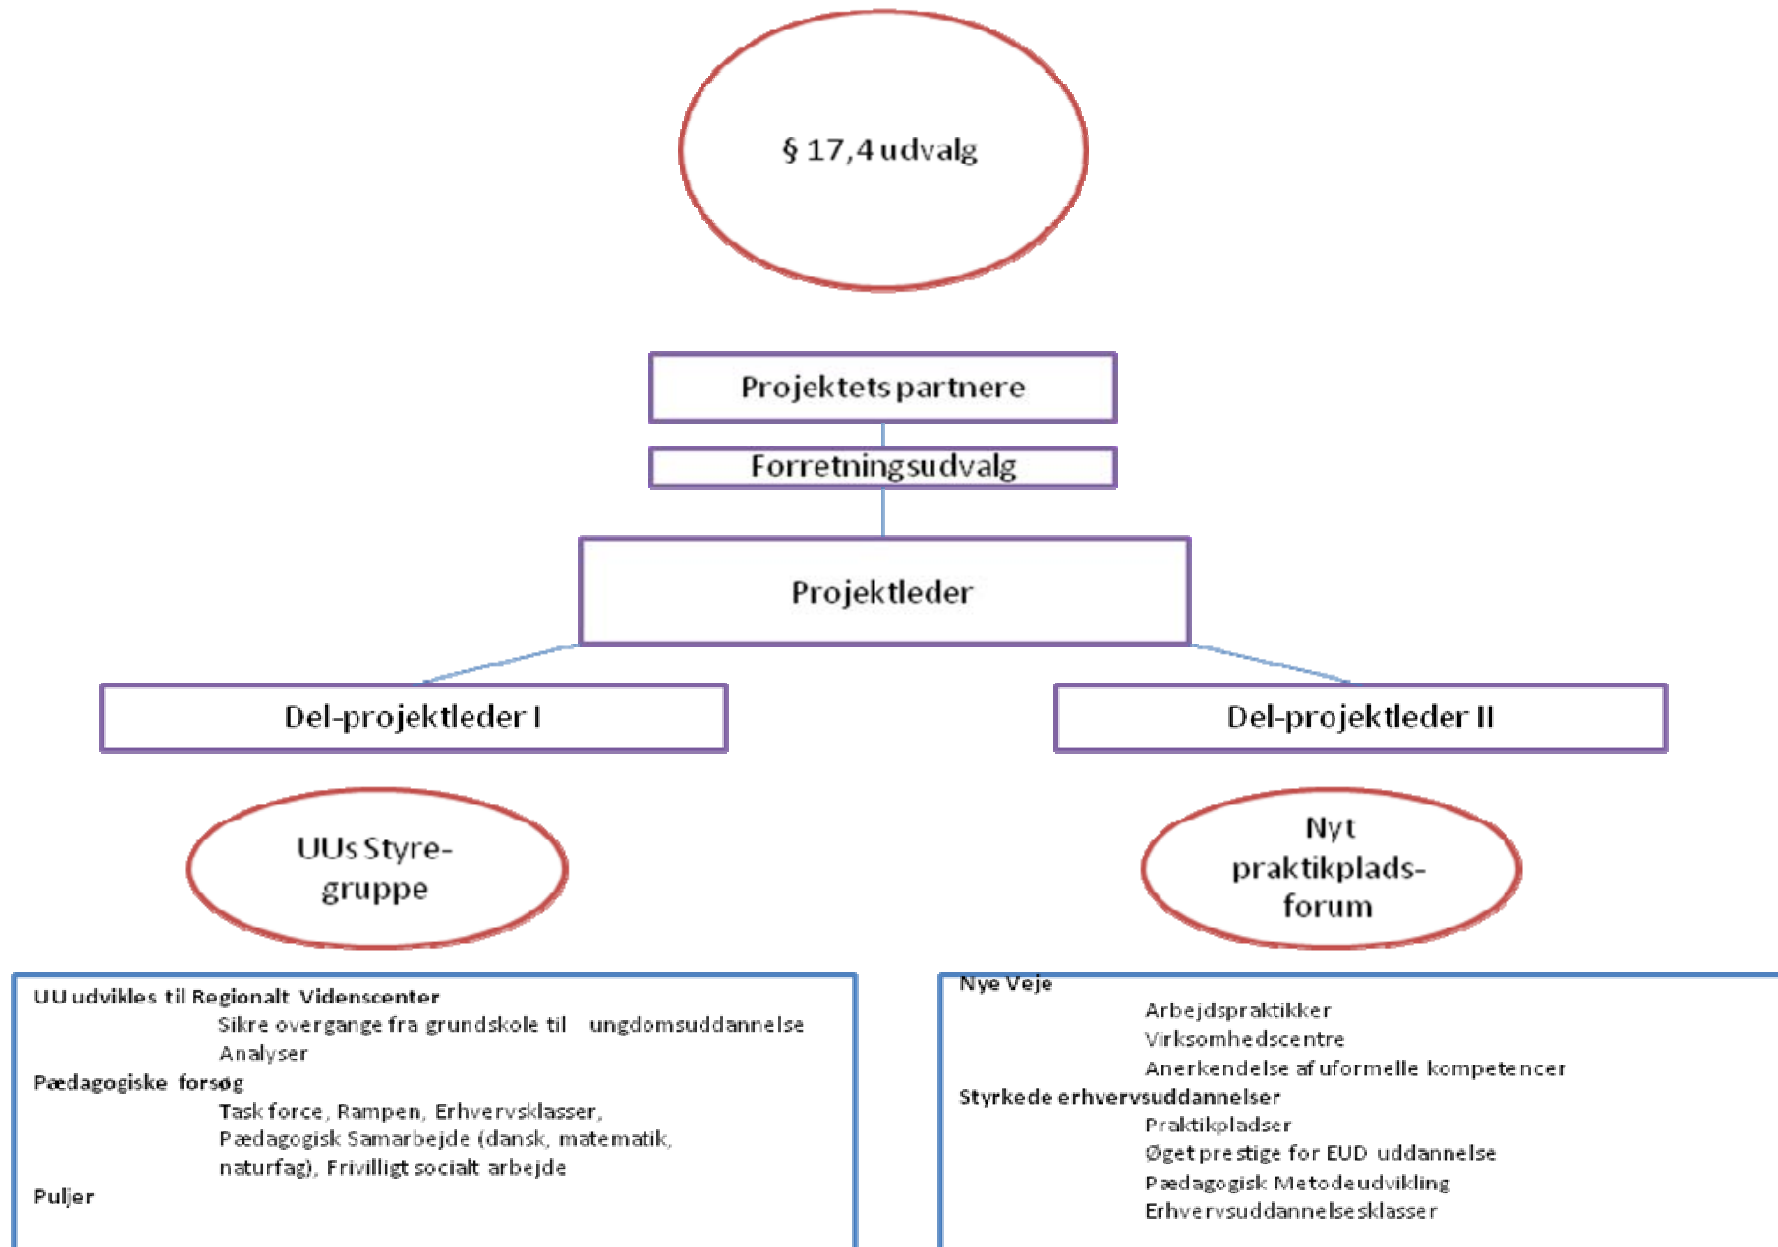 § 17,4 udvalg
Projektets partnere
Forretningsudvalg
Projektleder
Del-projektleder I
Del-projektleder II
UUs Styre-
gruppe
Nyt
praktikplads-
forum
UU udvikles til Regionalt Videnscenter
Sikre overgange fra grundskole til ungdomsuddannelse
Analyser
Pædagogiske forsøg
Task force, Rampen, Erhvervsklasser,
Pædagogisk Samarbejde (dansk, matematik,
naturfag), Frivilligt socialt arbejde
Puljer
Nye Veje
Arbejdspraktikker
Virksomhedscentre
Anerkendelse af uformelle kompetencer
Styrkede erhvervsuddannelser
Praktikpladser
Øget prestige for EUD uddannelse
Pædagogisk Metodeudvikling
Erhvervsuddannelsesklasser